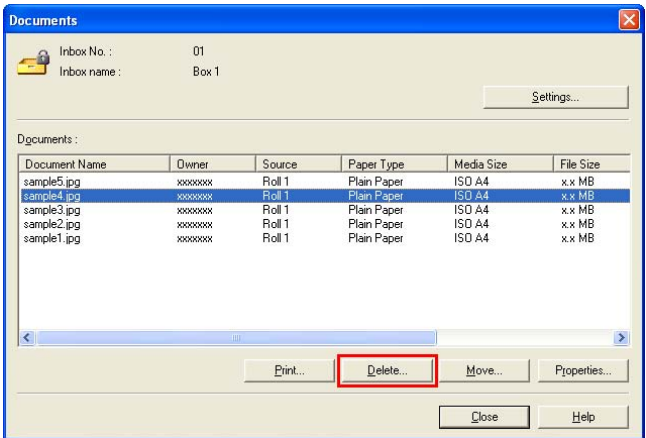 Documents
Inbox No. : 01
Inbox name : Box 1
Settings...
Documents :
Document Name Owner Source Paper Type Media Size File Size
sample5.jpg xxxxxxx Roll 1 Plain Paper ISO A4 x.x MB
sample4.jpg xxxxxxx Roll 1 Plain Paper ISO A4 x.x MB
sample3.jpg xxxxxxx Roll 1 Plain Paper ISO A4 x.x MB
sample2.jpg xxxxxxx Roll 1 Plain Paper ISO A4 x.x MB
sample1.jpg xxxxxxx Roll 1 Plain Paper ISO A4 x.x MB
Print... Delete... Move... Properties...
Close Help